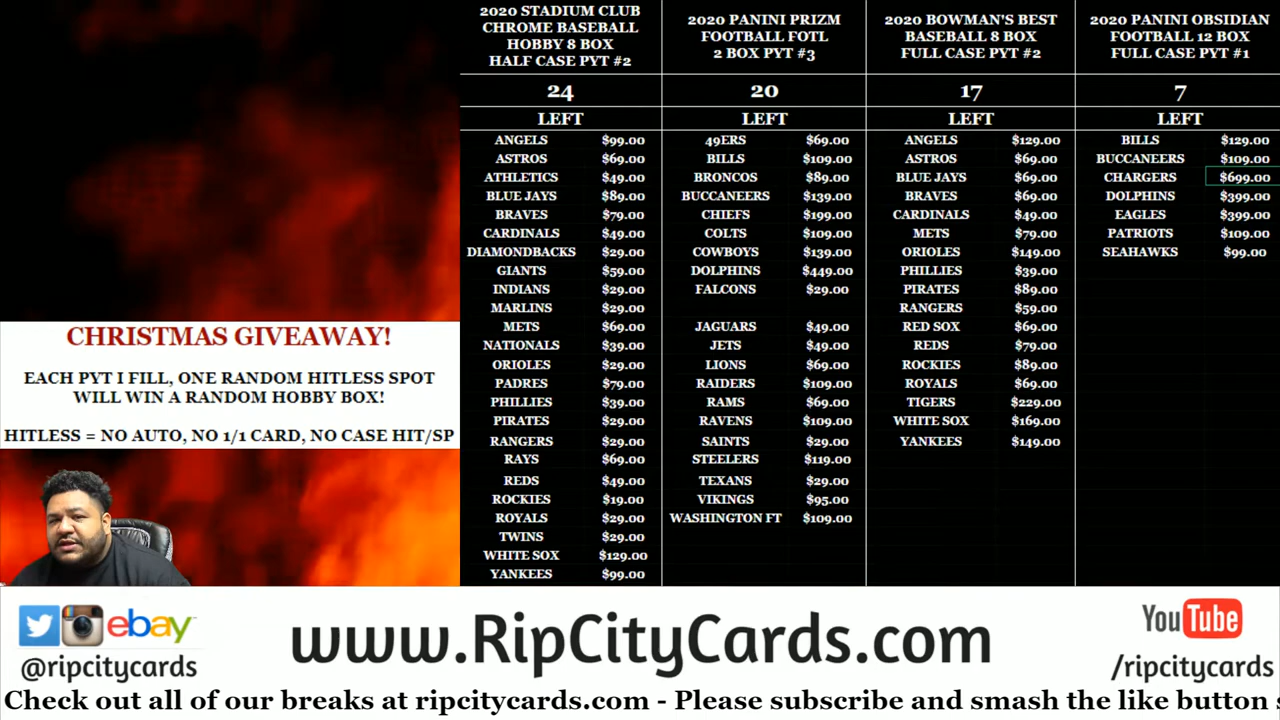 2020 STADIUM CLUB
CHROME BASEBALL
HOBBY 8 BOX
HALF CASE PYT #2
24
LEFT
ANGELS $99.00
ASTROS $69.00
ATHLETICS $49.00
BLUE JAYS $89.00
BRAVES $79.00
CARDINALS $49.00
DIAMONDBACKS $29.00
GIANTS $59.00
INDIANS $29.00
MARLINS $29.00
METS $69.00
NATIONALS $39.00
ORIOLES $29.00
PADRES $79.00
PHILLIES $39.00
PIRATES $29.00
RANGERS $29.00
RAYS $69.00
REDS $49.00
ROCKIES $19.00
ROYALS $29.00
TWINS $29.00
WHITE SOX $129.00
YANKEES $99.00
2020 PANINI PRIZM
FOOTBALL FOTL
2 BOX PYT #3
20
LEFT
49ERS $69.00
BILLS $109.00
BRONCOS $89.00
BUCCANEERS $139.00
CHIEFS $199.00
COLTS $109.00
COWBOYS $139.00
DOLPHINS $449.00
FALCONS $29.00
JAGUARS $49.00
JETS $49.00
LIONS $69.00
RAIDERS $109.00
RAMS $69.00
RAVENS $109.00
SAINTS $29.00
STEELERS $119.00
TEXANS $29.00
VIKINGS $95.00
WASHINGTON FT $109.00
2020 BOWMAN'S BEST
BASEBALL 8 BOX
FULL CASE PYT #2
17
LEFT
ANGELS $129.00
ASTROS $69.00
BLUE JAYS $69.00
BRAVES $69.00
CARDINALS $49.00
METS $79.00
ORIOLES $149.00
PHILLIES $39.00
PIRATES $89.00
RANGERS $59.00
RED SOX $69.00
REDS $79.00
ROCKIES $89.00
ROYALS $69.00
TIGERS $229.00
WHITE SOX $169.00
YANKEES $149.00
2020 PANINI OBSIDIAN
FOOTBALL 12 BOX
FULL CASE PYT #1
7
LEFT
BILLS $129.00
BUCCANEERS $109.00
CHARGERS $699.00
DOLPHINS $399.00
EAGLES $399.00
PATRIOTS $109.00
SEAHAWKS $99.00
CHRISTMAS GIVEAWAY!
EACH PYT I FILL, ONE RANDOM HITLESS SPOT
WILL WIN A RANDOM HOBBY BOX!
HITLESS = NO AUTO, NO 1/1 CARD, NO CASE HIT/SP
ebay
@ripcitycards
www.RipCityCards.com
YouTube
/ripcitycards
Check out all of our breaks at ripcitycards.com - Please subscribe and smash the like button